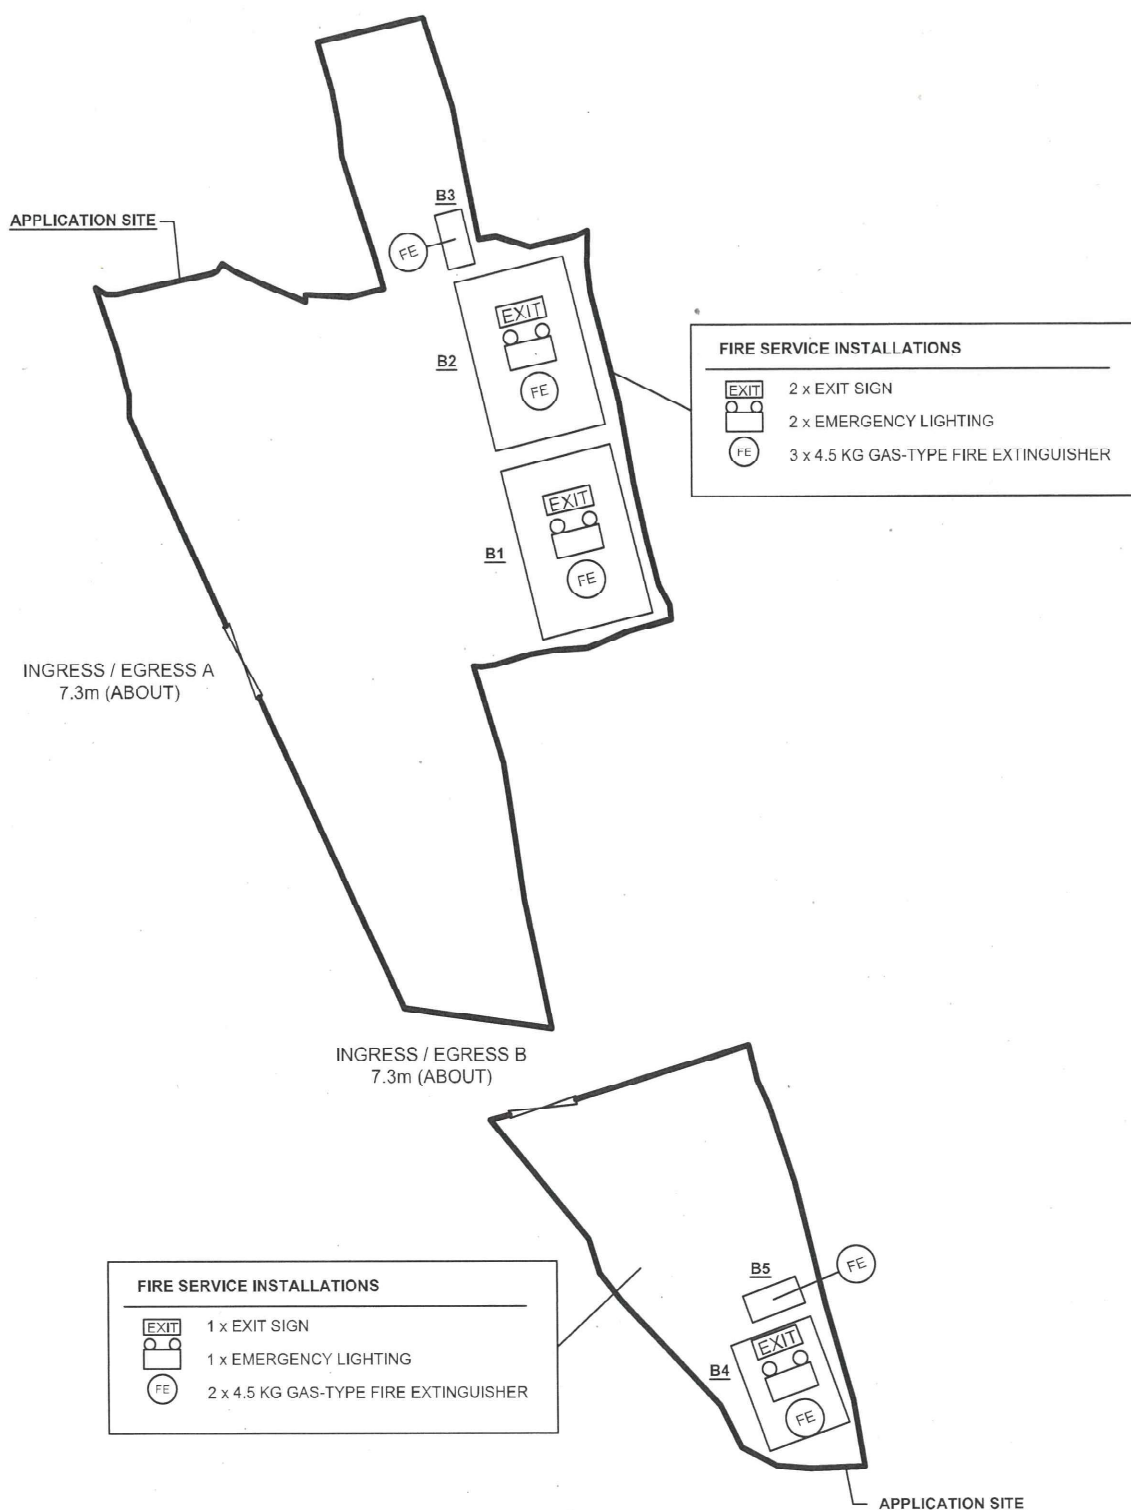 B3
APPLICATION SITE
FE
EXIT
B2
FE
FIRE SERVICE INSTALLATIONS
EXIT 2 x EXIT SIGN
2 x EMERGENCY LIGHTING
FE 3 x 4.5 KG GAS-TYPE FIRE EXTINGUISHER
EXIT
B1
FE
INGRESS / EGRESS A
7.3m (ABOUT)
INGRESS / EGRESS B
7.3m (ABOUT)
B5
FE
FIRE SERVICE INSTALLATIONS
EXIT 1 x EXIT SIGN
1 x EMERGENCY LIGHTING
FE 2 x 4.5 KG GAS-TYPE FIRE EXTINGUISHER
EXIT
B4
FE
APPLICATION SITE